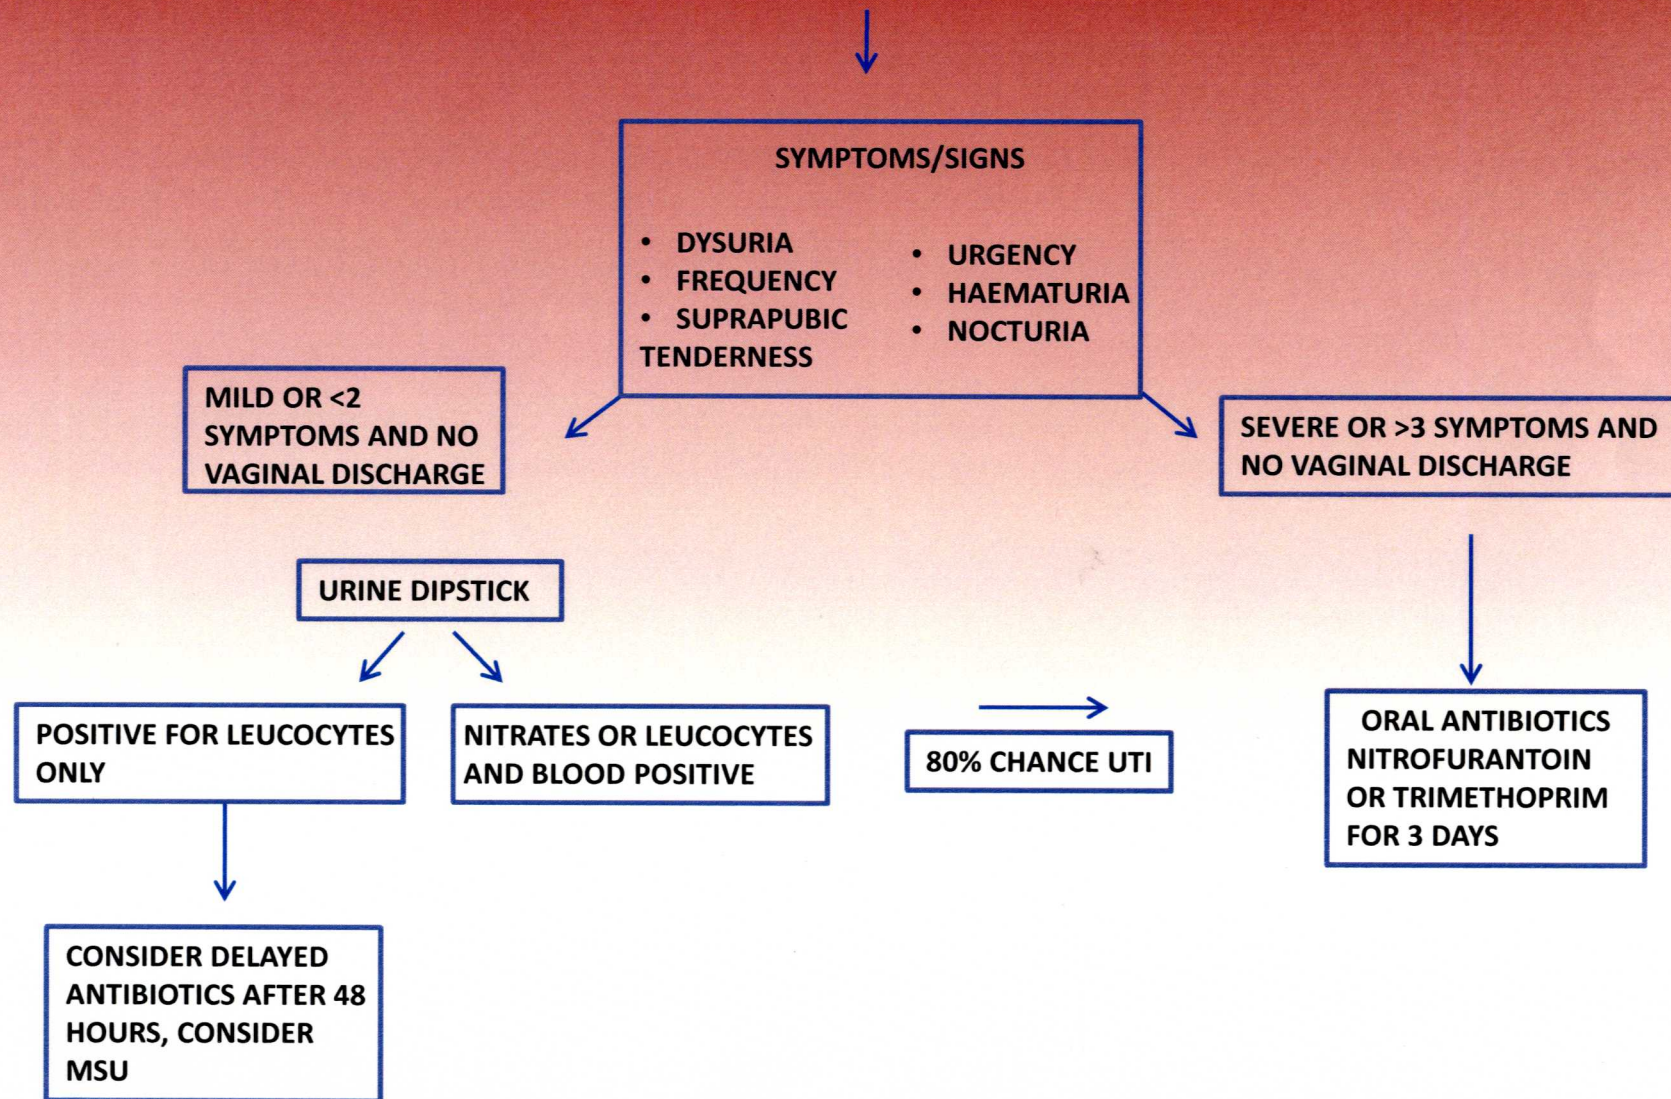 SYMPTOMS/SIGNS
• DYSURIA
• FREQUENCY
• SUPRAPUBIC
TENDERNESS
• URGENCY
• HAEMATURIA
• NOCTURIA
MILD OR <2
SYMPTOMS AND NO
VAGINAL DISCHARGE
SEVERE OR >3 SYMPTOMS AND
NO VAGINAL DISCHARGE
URINE DIPSTICK
POSITIVE FOR LEUCOCYTES
ONLY
NITRATES OR LEUCOCYTES
AND BLOOD POSITIVE
80% CHANCE UTI
ORAL ANTIBIOTICS
NITROFURANTOIN
OR TRIMETHOPRIM
FOR 3 DAYS
CONSIDER DELAYED
ANTIBIOTICS AFTER 48
HOURS, CONSIDER
MSU